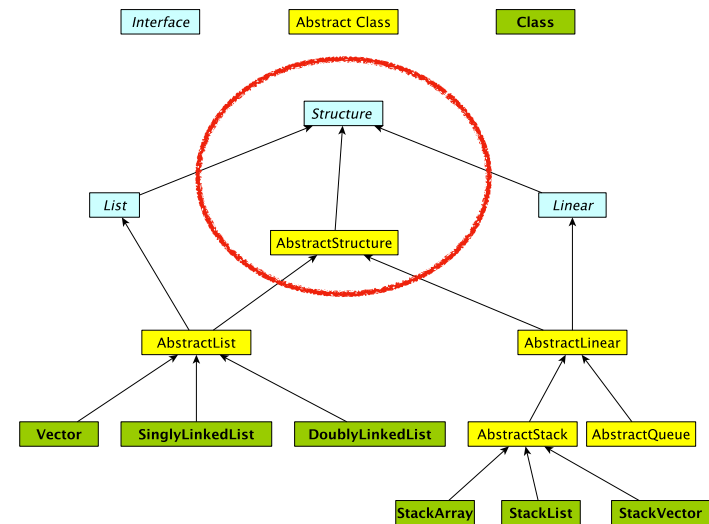 Interface
Abstract Class
Class
Structure
List
Linear
AbstractStructure
AbstractList
AbstractLinear
Vector
SinglyLinkedList
DoublyLinkedList
AbstractStack
AbstractQueue
StackArray
StackList
StackVector